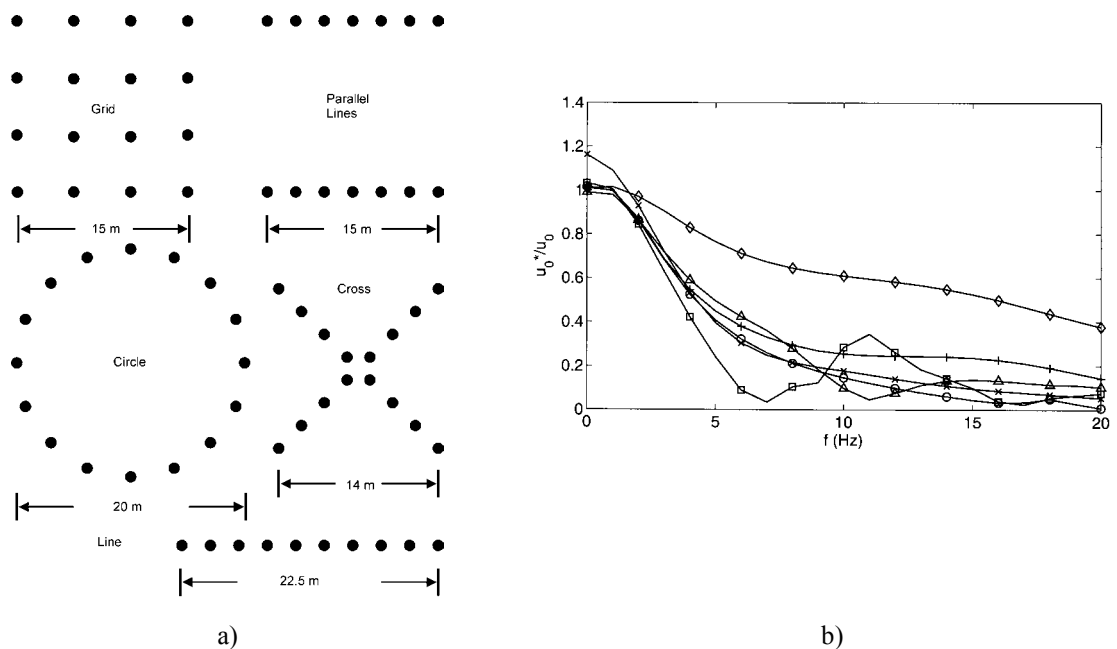 Grid
Parallel
Lines
15 m
15 m
Circle
Cross
20 m
14 m
Line
22.5 m
a)
1.4
1.2
1
0.8
0.6
0.4
0.2
0
u0*/u0
0 5 10 15 20
f (Hz)
b)